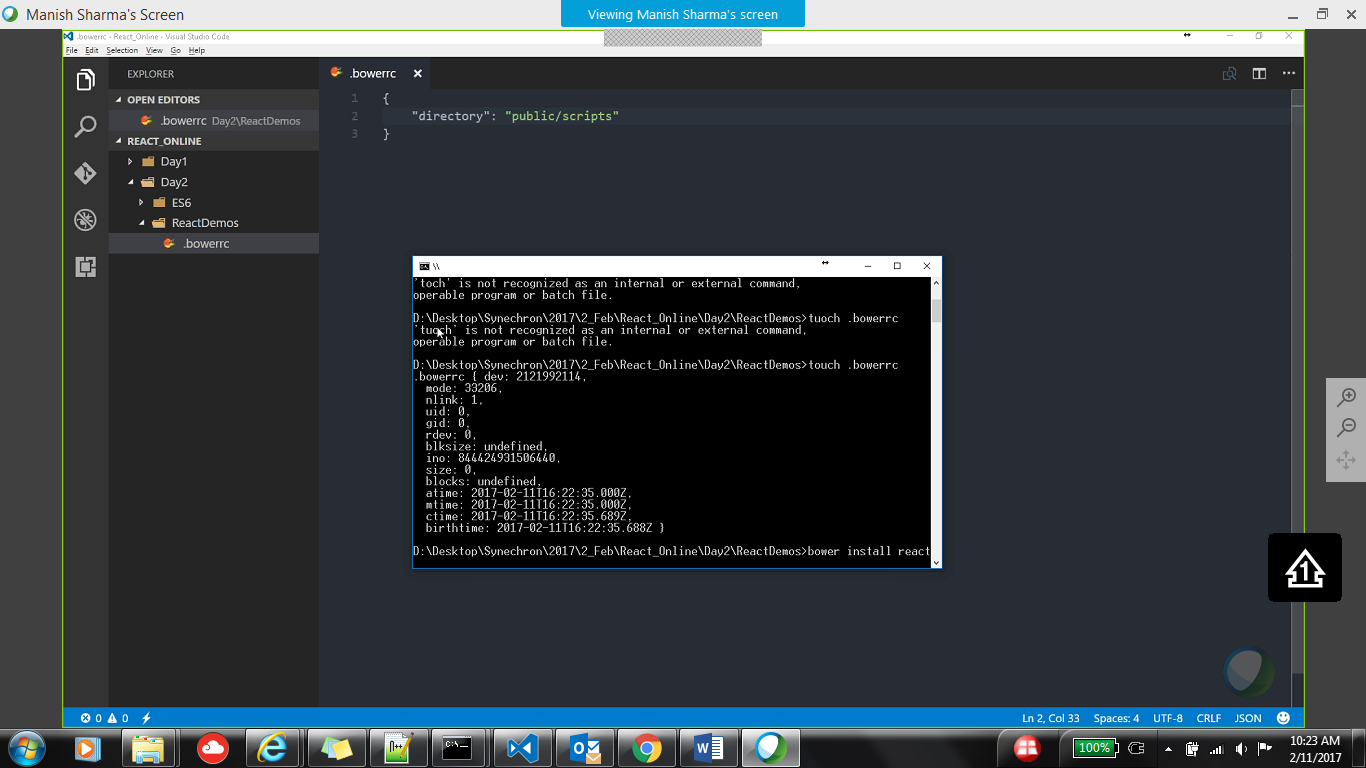 Manish Sharma's Screen
Viewing Manish Sharma's screen
.bowerrc - React_Online - Visual Studio Code
File Edit Selection View Go Help
EXPLORER
OPEN EDITORS
.bowerrc Day2\ReactDemos
REACT_ONLINE
Day1
Day2
ES6
ReactDemos
.bowerrc
.bowerrc
1 {
2 "directory": "public/scripts"
3 }
\\
'toch' is not recognized as an internal or external command,
operable program or batch file.
D:\Desktop\Synechron\2017\2_Feb\React_Online\Day2\ReactDemos>tuoch .bowerrc
'tuoch' is not recognized as an internal or external command,
operable program or batch file.
D:\Desktop\Synechron\2017\2_Feb\React_Online\Day2\ReactDemos>touch .bowerrc
.bowerrc { dev: 2121992114,
mode: 33206,
nlink: 1,
uid: 0,
gid: 0,
rdev: 0,
blksize: undefined,
ino: 844424931506440,
size: 0,
blocks: undefined,
atime: 2017-02-11T16:22:35.000Z,
mtime: 2017-02-11T16:22:35.000Z,
ctime: 2017-02-11T16:22:35.689Z,
birthtime: 2017-02-11T16:22:35.688Z }
D:\Desktop\Synechron\2017\2_Feb\React_Online\Day2\ReactDemos>bower install react
1
0 0
Ln 2, Col 33 Spaces: 4 UTF-8 CRLF JSON
100%
10:23 AM
2/11/2017